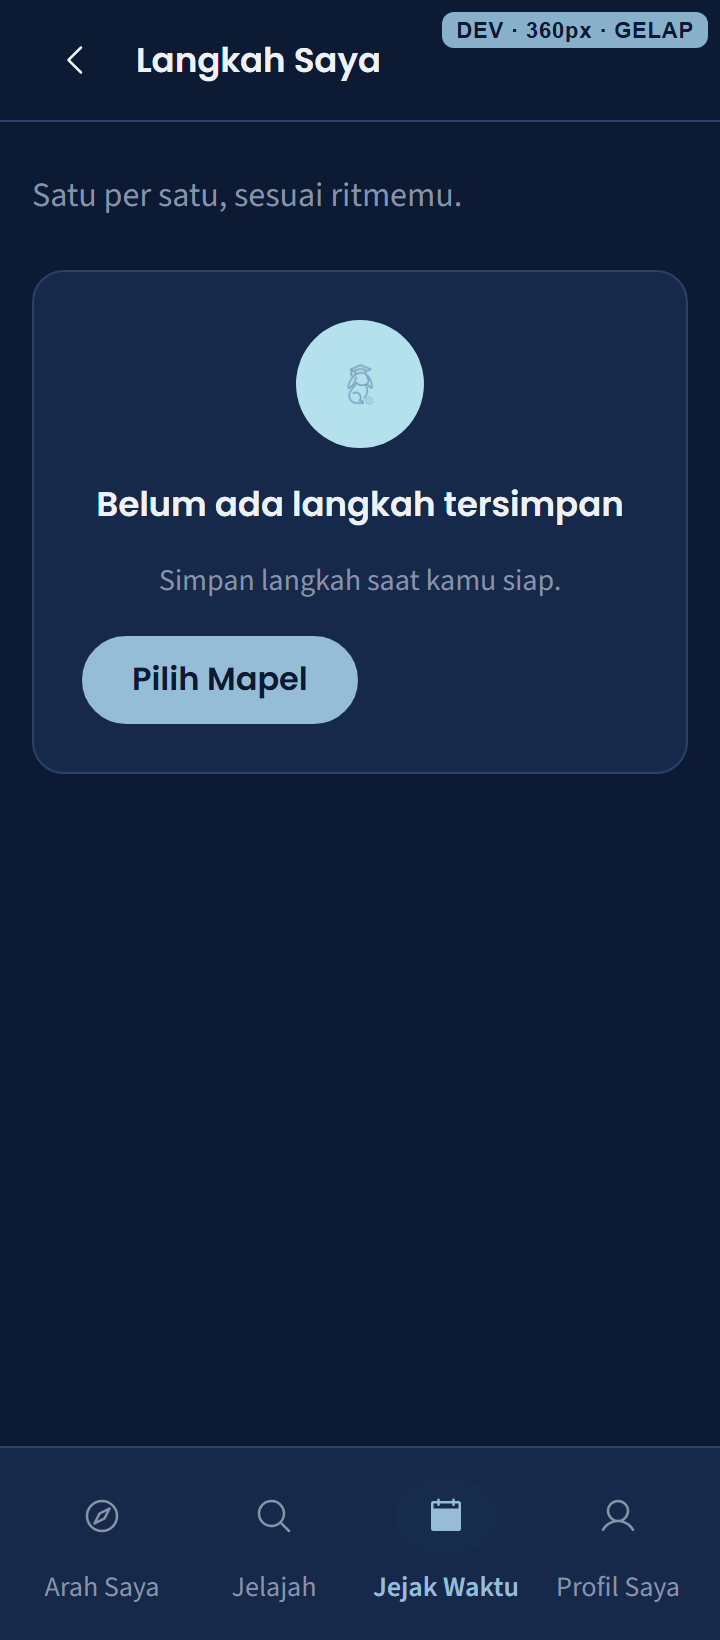 DEV · 360px · GELAP
Langkah Saya
Satu per satu, sesuai ritmemu.
Belum ada langkah tersimpan
Simpan langkah saat kamu siap.
Pilih Mapel
Arah Saya
Jelajah
Jejak Waktu
Profil Saya